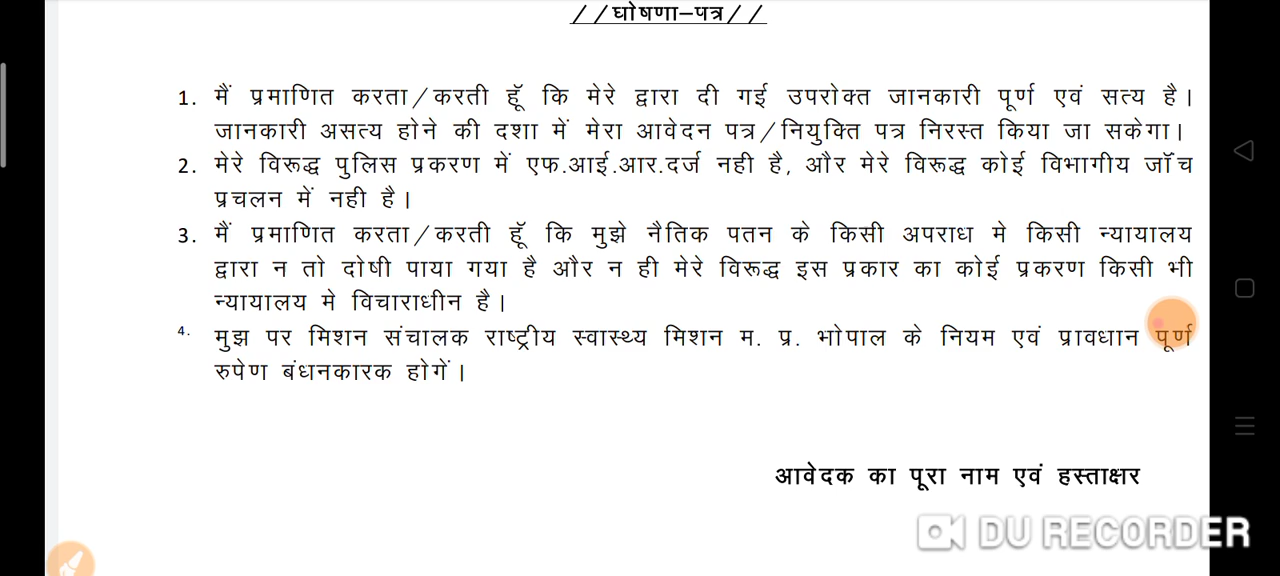 //घोषणा–पत्र//
1. मैं प्रमाणित करता/करती हूॅ कि मेरे द्वारा दी गई उपरोक्त जानकारी पूर्ण एवं सत्य है।
जानकारी असत्य होने की दशा में मेरा आवेदन पत्र/नियुक्ति पत्र निरस्त किया जा सकेगा।
2. मेरे विरूद्ध पुलिस प्रकरण में एफ.आई.आर.दर्ज नही है, और मेरे विरूद्ध कोई विभागीय जॉच
प्रचलन में नही है।
3. मैं प्रमाणित करता/करती हूॅ कि मुझे नैतिक पतन के किसी अपराध मे किसी न्यायालय
द्वारा न तो दोषी पाया गया है और न ही मेरे विरूद्ध इस प्रकार का कोई प्रकरण किसी भी
न्यायालय मे विचाराधीन है।
4. मुझ पर मिशन संचालक राष्ट्रीय स्वास्थ्य मिशन म. प्र. भोपाल के नियम एवं प्रावधान पूर्ण
रुपेण बंधनकारक होगें।
आवेदक का पूरा नाम एवं हस्ताक्षर
DU RECORDER